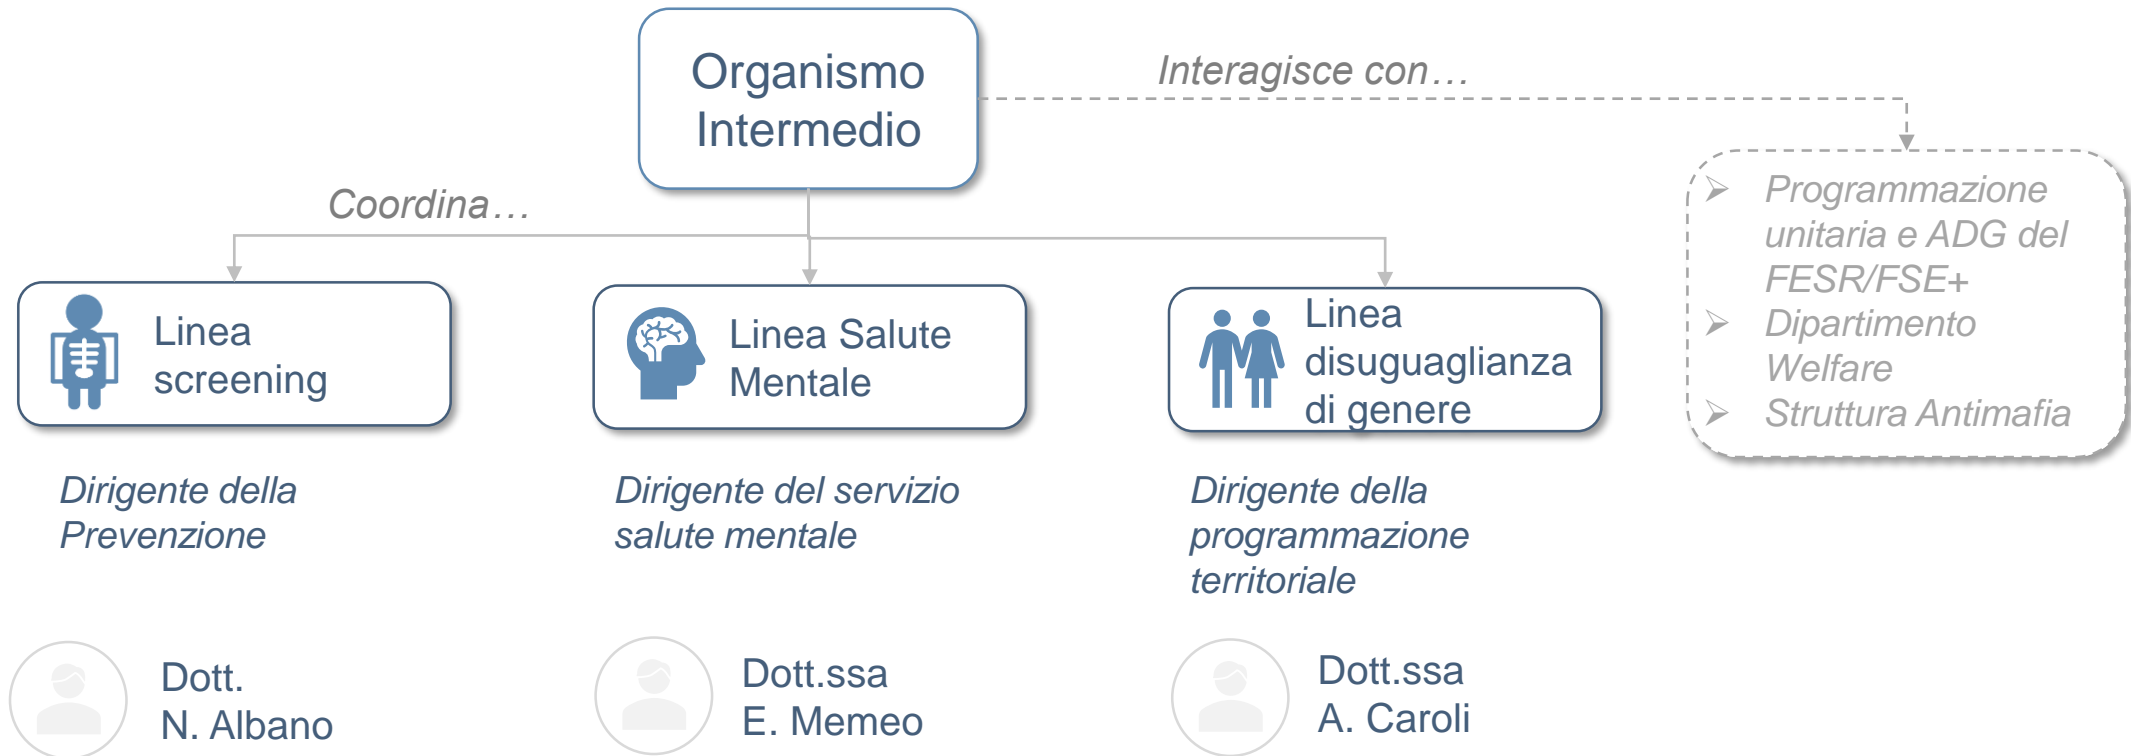 Organismo
Intermedio
Interagisce con…
Coordina…
➢ Programmazione
unitaria e ADG del
FESR/FSE+
➢ Dipartimento
Welfare
➢ Struttura Antimafia
Linea
screening
Linea Salute
Mentale
Linea
disuguaglianza
di genere
Dirigente della
Prevenzione
Dirigente del servizio
salute mentale
Dirigente della
programmazione
territoriale
Dott.
N. Albano
Dott.ssa
E. Memeo
Dott.ssa
A. Caroli